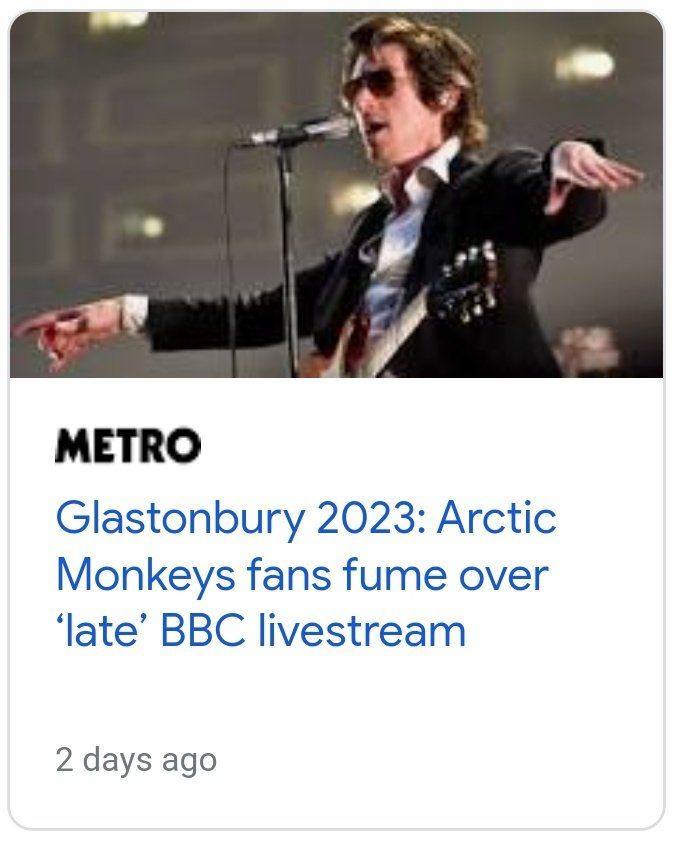 METRO
Glastonbury 2023: Arctic
Monkeys fans fume over
‘late’ BBC livestream
2 days ago